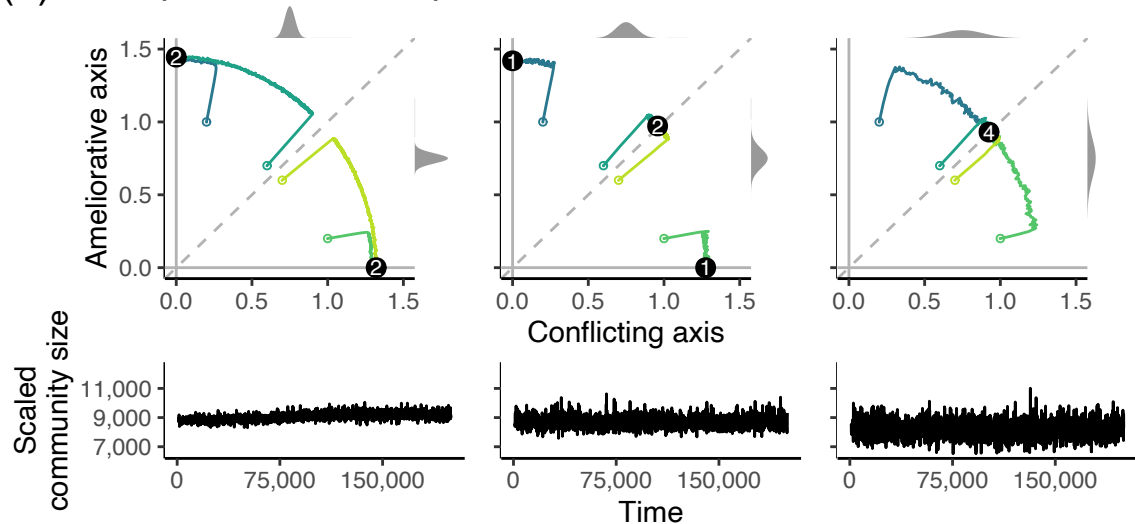 1.5
1.0
0.5
0.0
Ameliorative axis
2
2
1
2
1
4
0.0 0.5 1.0 1.5
0.0 0.5 1.0 1.5
0.0 0.5 1.0 1.5
Conflicting axis
Scaled
community size
11,000
9,000
7,000
0 75,000 150,000
0 75,000 150,000
0 75,000 150,000
Time